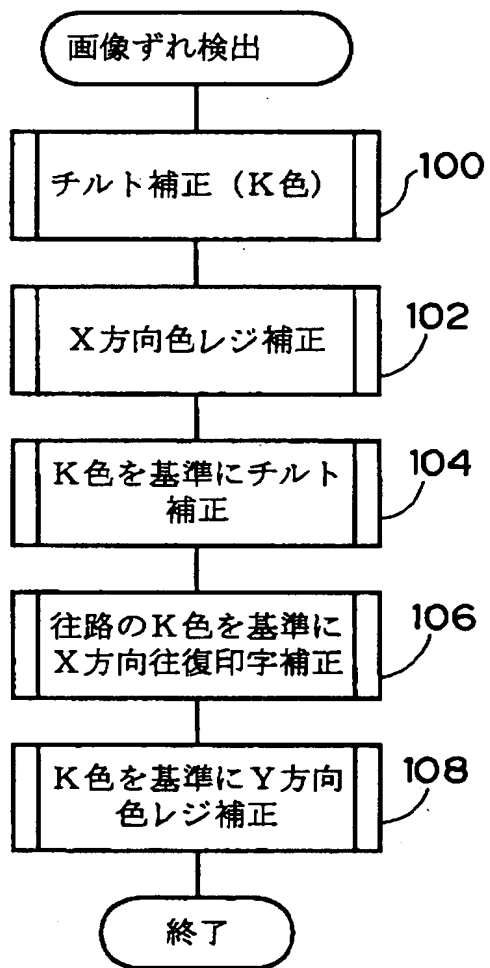 画像ずれ検出
チルト補正（K色）
100
X方向色レジ補正
102
K色を基準にチルト
補正
104
往路のK色を基準に
X方向往復印字補正
106
K色を基準にY方向
色レジ補正
108
終了